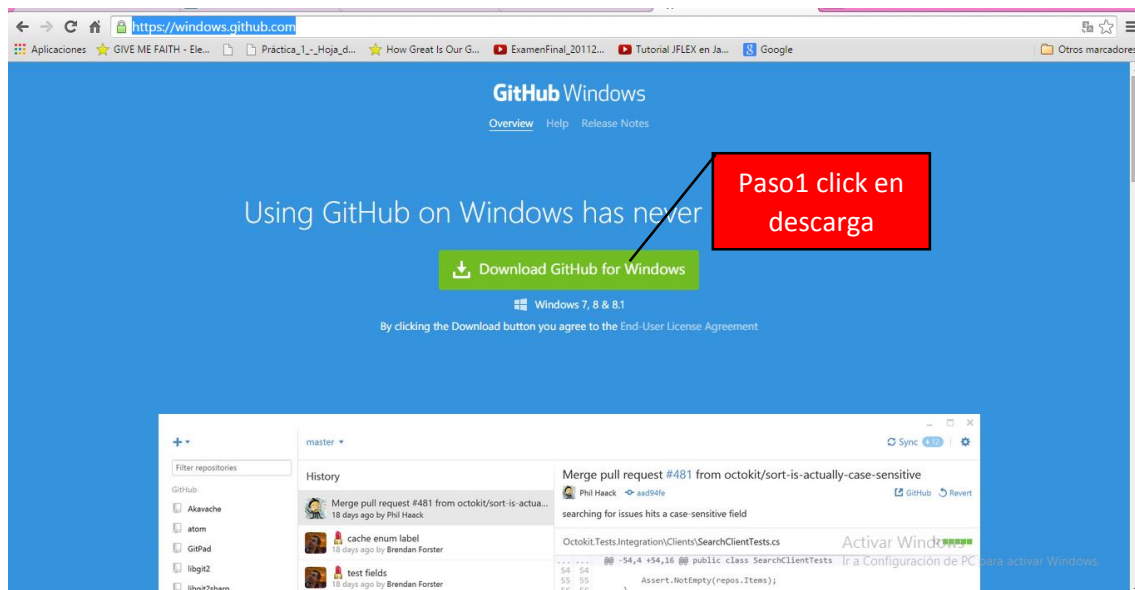 https://windows.github.com
Aplicaciones GIVE ME FAITH - Ele... Práctica_1_-_Hoja_d... How Great Is Our G... ExamenFinal_20112... Tutorial JFLEX en Ja... Google Otros marcadores
GitHub Windows
Overview Help Release Notes
Paso1 click en
descarga
Using GitHub on Windows has never
Download GitHub for Windows
Windows 7, 8 & 8.1
By clicking the Download button you agree to the End-User License Agreement
master
Sync +12
Filter repositories
GitHub
Akavache
atom
GitPad
libgit2
libgit2sharp
History
Merge pull request #481 from octokit/sort-is-actua...
18 days ago by Phil Haack
cache enum label
18 days ago by Brendan Forster
test fields
18 days ago by Brendan Forster
Merge pull request #481 from octokit/sort-is-actually-case-sensitive
Phil Haack aad94fe
GitHub Revert
searching for issues hits a case-sensitive field
Octokit.Tests.Integration\Clients\SearchClientTests.cs
... ... @@ -54,4 +54,16 @@ public class SearchClientTests
54 54
55 55 Assert.NotEmpty(repos.Items);
56 56 }
Activar Windows
Ir a Configuración de PC para activar Windows.